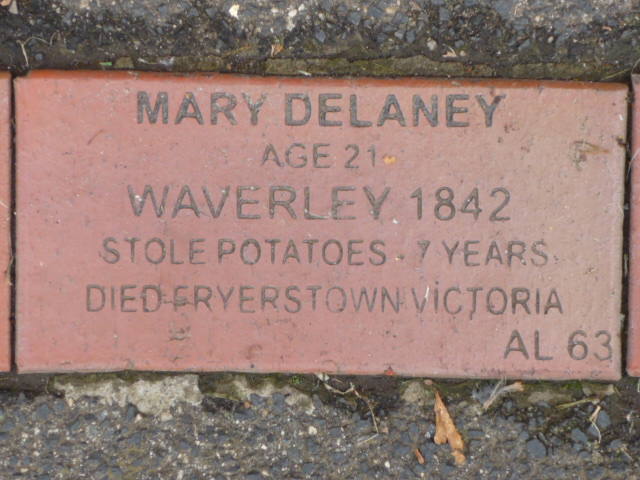 MARY DELANEY
AGE 21
WAVERLEY 1842
STOLE POTATOES 7 YEARS
DIED FRYERSTOWN VICTORIA
AL 63